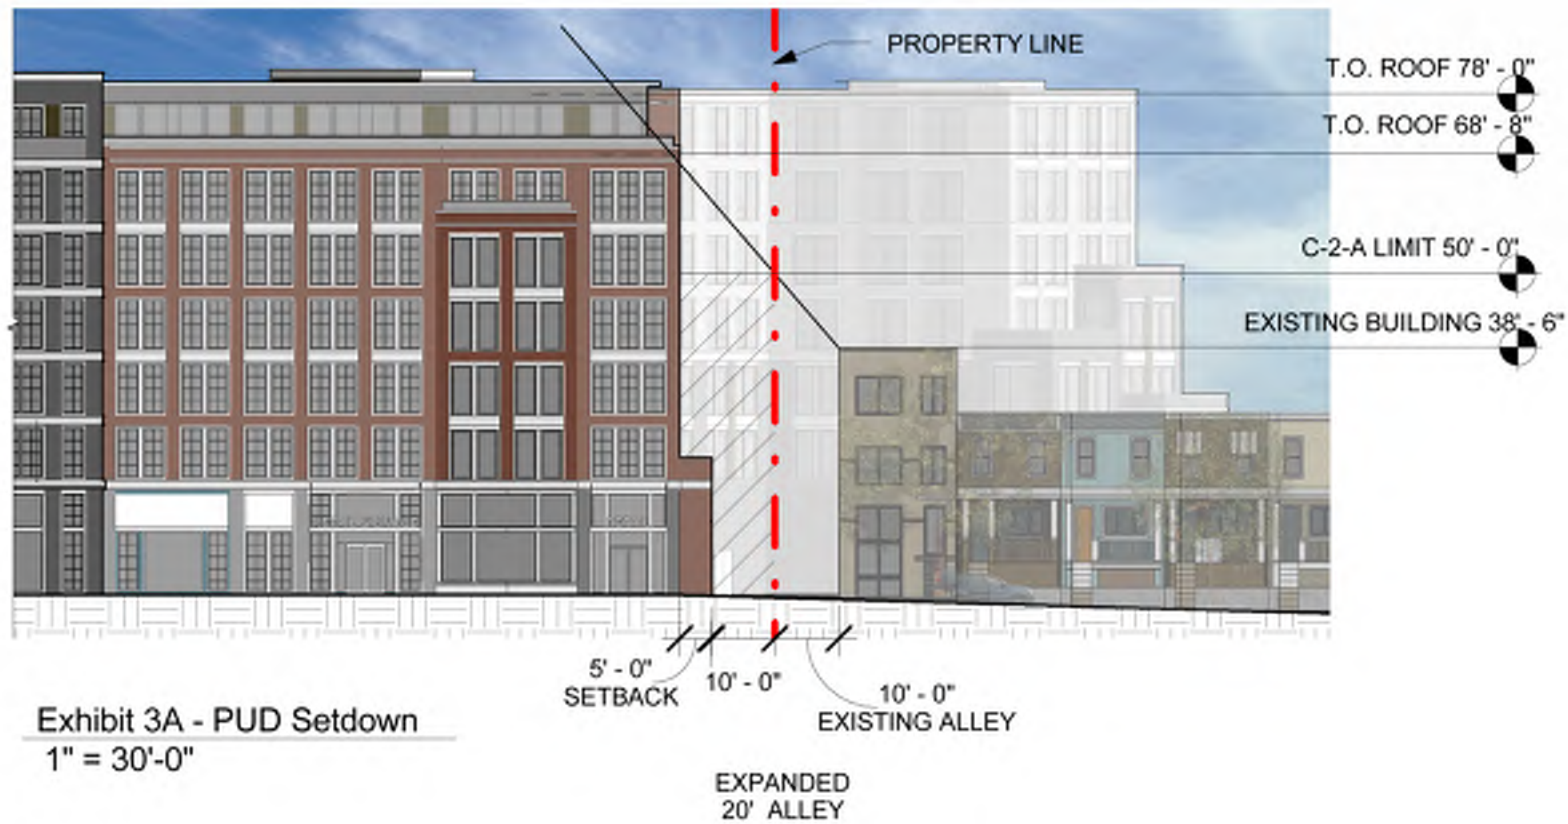 PROPERTY LINE
T.O. ROOF 78' - 0"
T.O. ROOF 68' - 8"
C-2-A LIMIT 50' - 0"
EXISTING BUILDING 38' - 6"
5' - 0"
SETBACK
10' - 0"
10' - 0"
EXISTING ALLEY
Exhibit 3A - PUD Setdown
1" = 30'-0"
EXPANDED
20' ALLEY